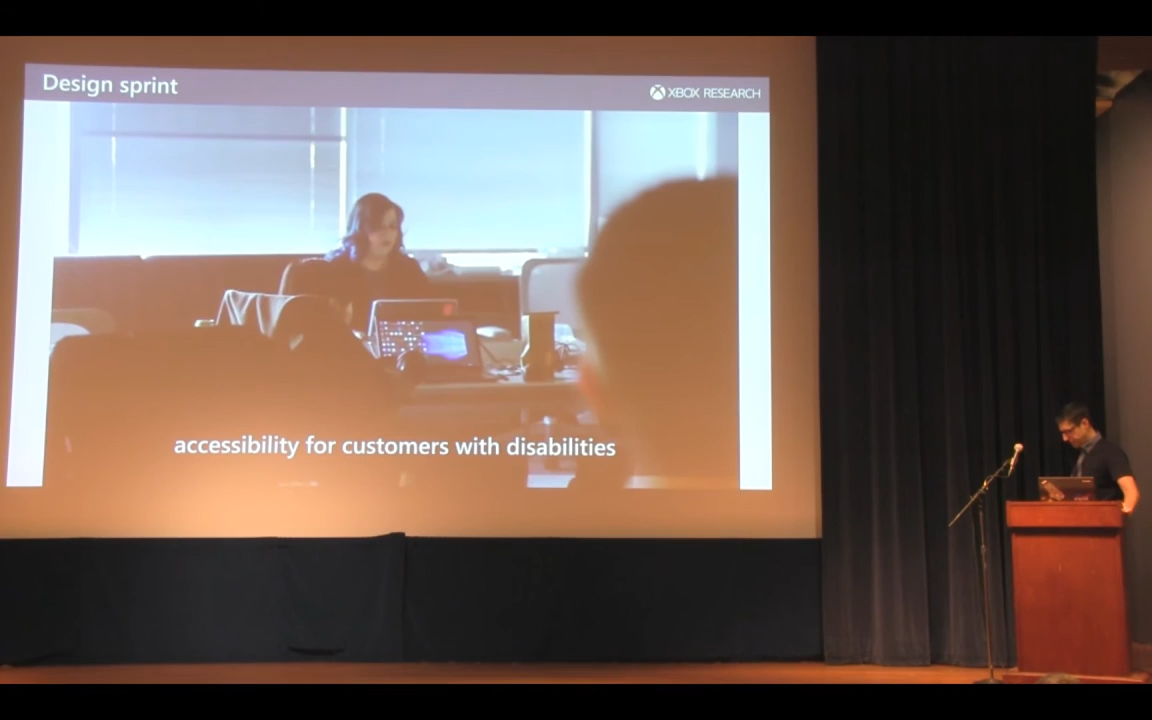 Design sprint
XBOX RESEARCH
accessibility for customers with disabilities